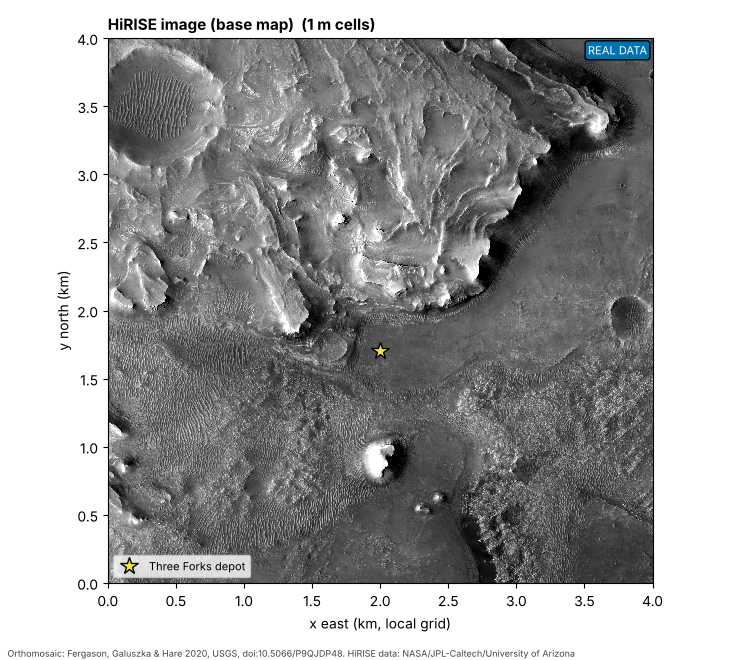 HiRISE image (base map)  (1 m cells)
REAL DATA
4.0
3.5
3.0
2.5
2.0
1.5
1.0
0.5
0.0
y north (km)
Three Forks depot
0.0 0.5 1.0 1.5 2.0 2.5 3.0 3.5 4.0
x east (km, local grid)
Orthomosaic: Fergason, Galuszka & Hare 2020, USGS, doi:10.5066/P9QJDP48. HiRISE data: NASA/JPL-Caltech/University of Arizona